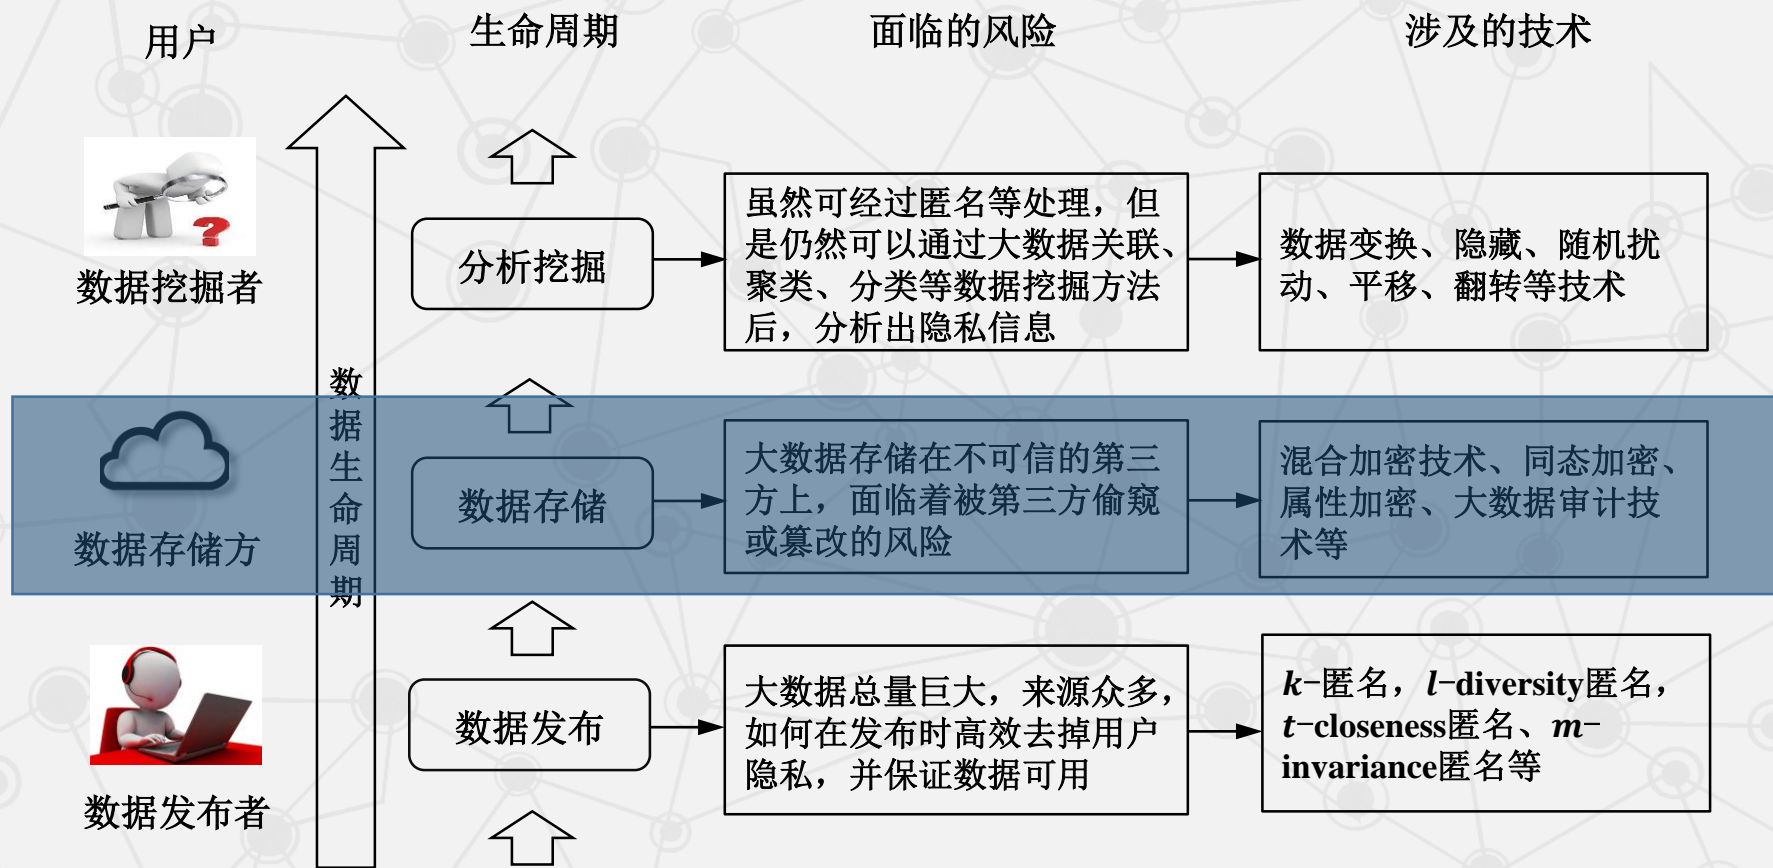 用户
生命周期
面临的风险
涉及的技术
数据挖掘者
分析挖掘
虽然可经过匿名等处理，但
是仍然可以通过大数据关联、
聚类、分类等数据挖掘方法
后，分析出隐私信息
数据变换、隐藏、随机扰
动、平移、翻转等技术
数据生命周期
数据存储方
数据存储
大数据存储在不可信的第三
方上，面临着被第三方偷窥
或篡改的风险
混合加密技术、同态加密、
属性加密、大数据审计技
术等
数据发布者
数据发布
大数据总量巨大，来源众多，
如何在发布时高效去掉用户
隐私，并保证数据可用
k-匿名，l-diversity匿名，
t-closeness匿名、m-
invariance匿名等